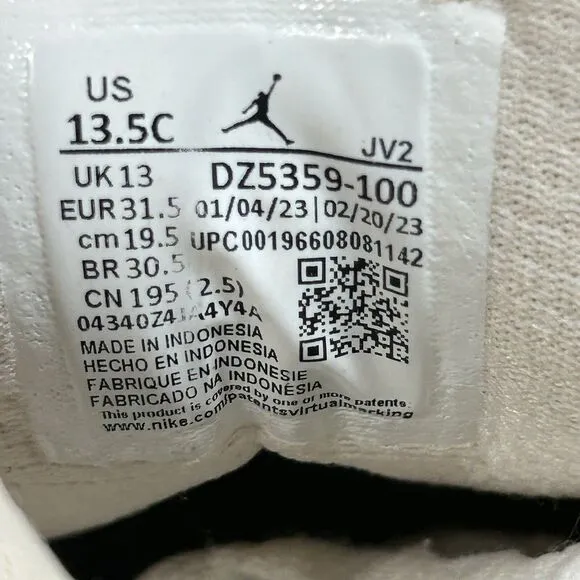 US
13.5C
JV2
UK 13 DZ5359-100
EUR 31.5 01/04/23 | 02/20/23
cm 19.5 UPC00196608081142
BR 30.5
CN 195 (2.5)
MADE IN INDONESIA
HECHO EN INDONESIA
FABRIQUE EN INDONESIE
FABRICADO NA INDONÉSIA
This product is covered by one or more patents.
www.nike.com/patentsvirtualmarking